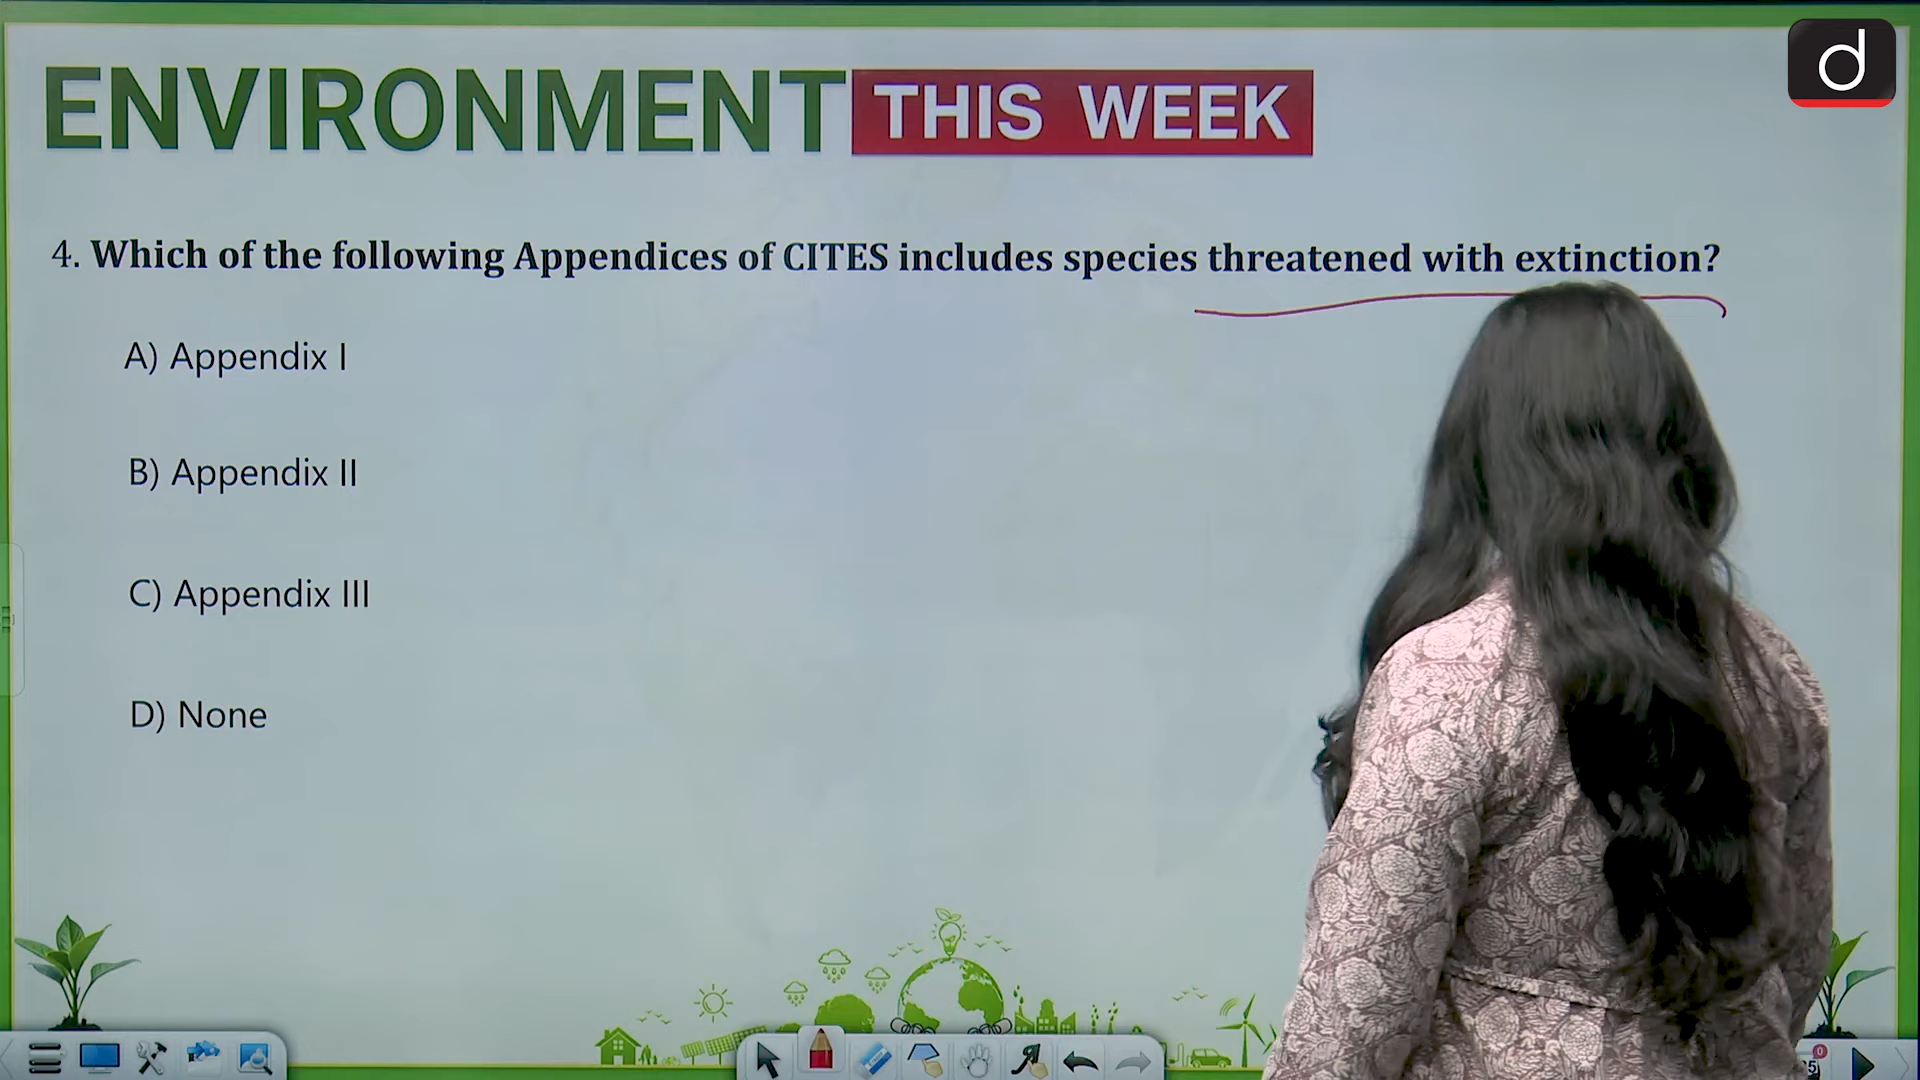 d
ENVIRONMENT THIS WEEK
4. Which of the following Appendices of CITES includes species threatened with extinction?
A) Appendix I
B) Appendix II
C) Appendix III
D) None